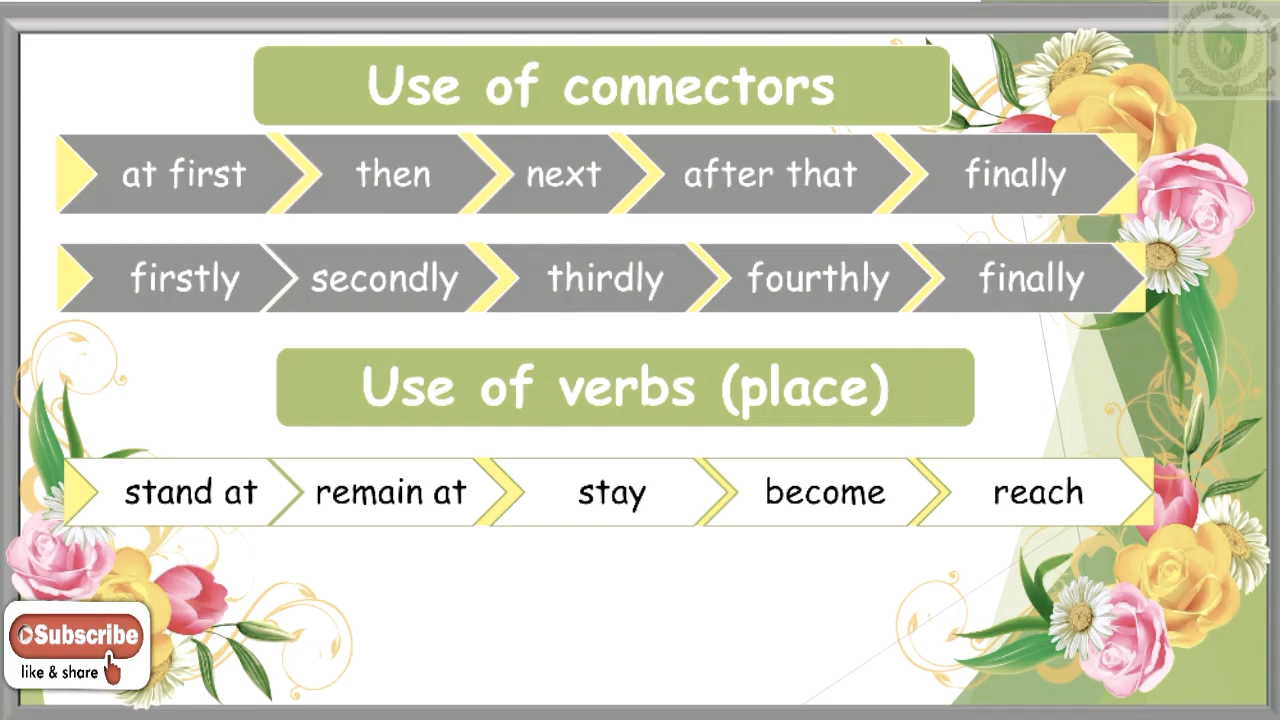 Use of connectors
at first then next after that finally
firstly secondly thirdly fourthly finally
Use of verbs (place)
stand at remain at stay become reach
Subscribe
like & share